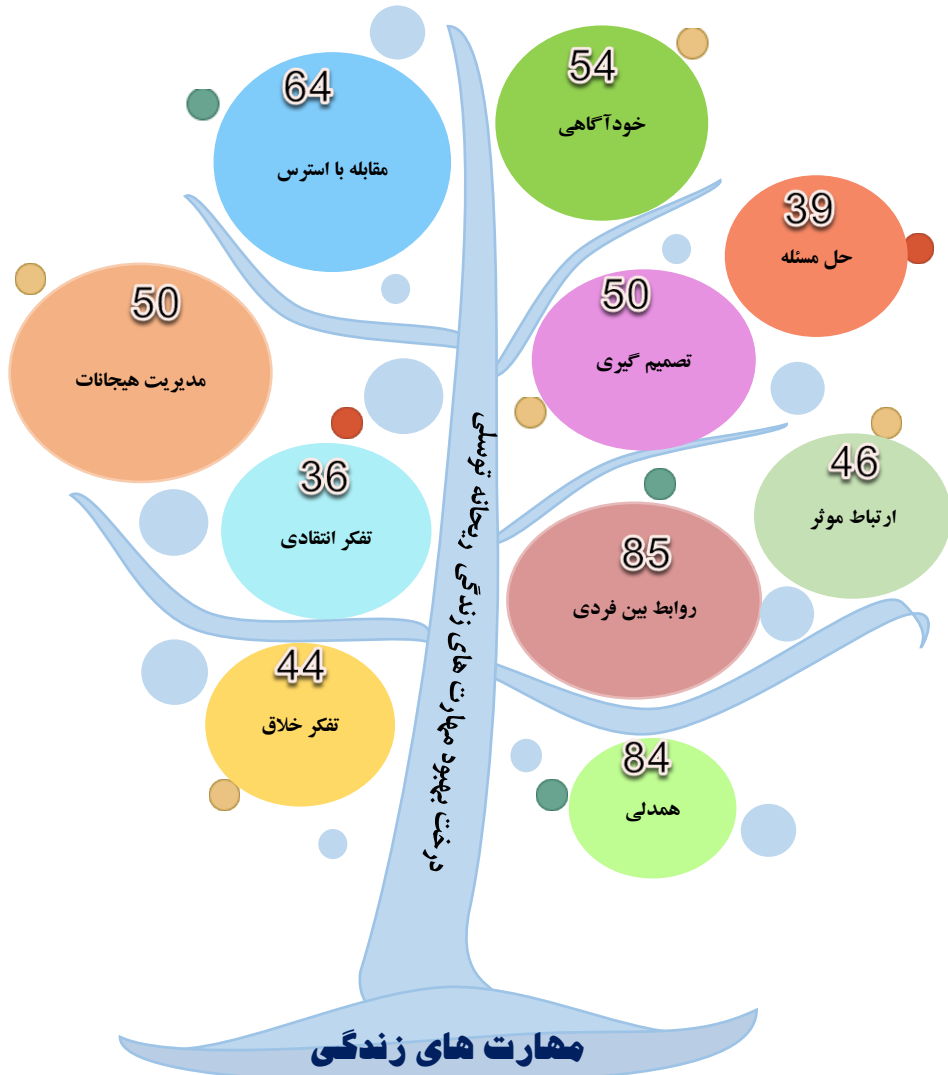 54
خودآگاهی
64
مقابله با استرس
39
حل مسئله
50
تصمیم گیری
50
مدیریت هیجانات
46
ارتباط موثر
36
تفکر انتقادی
85
روابط بین فردی
44
تفکر خلاق
84
همدلی
درخت بهبود مهارت های زندگی ریحانه توسلی
مهارت های زندگی